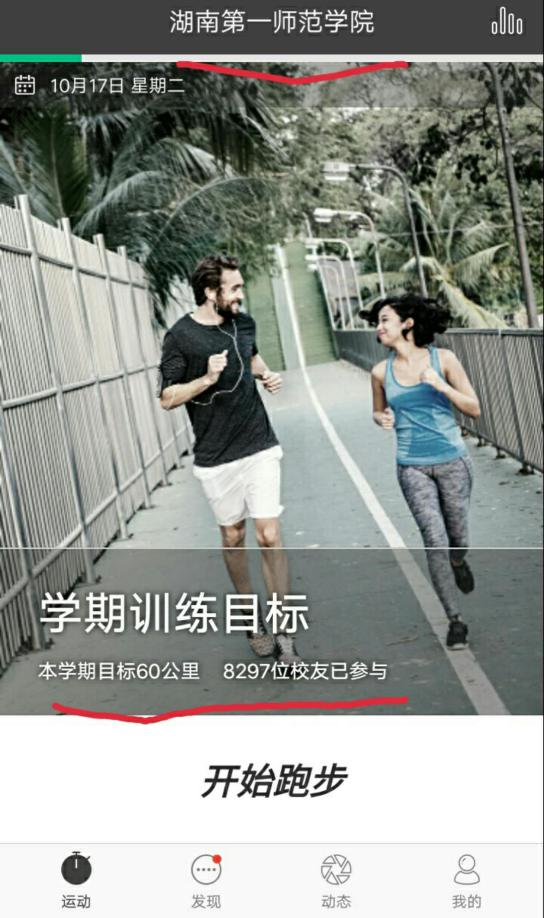 湖南第一师范学院
10月17日 星期二
学期训练目标
本学期目标60公里 8297位校友已参与
开始跑步
运动 发现 动态 我的